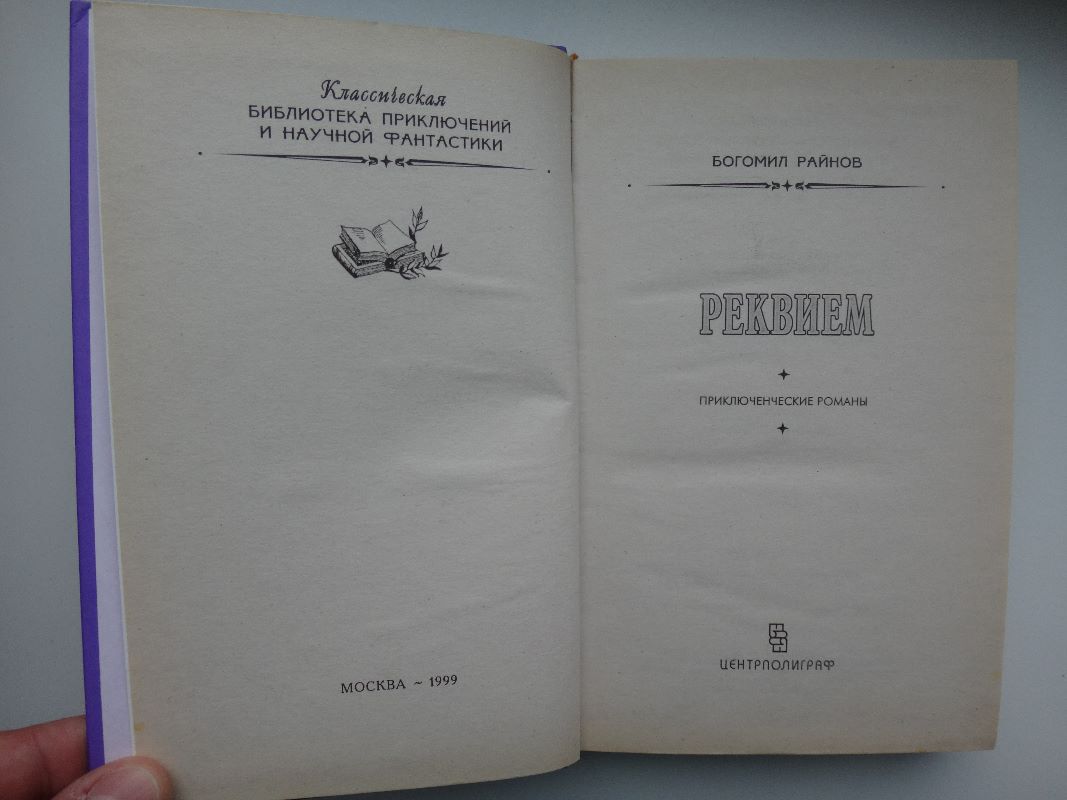 Классическая
БИБЛИОТЕКА ПРИКЛЮЧЕНИЙ
И НАУЧНОЙ ФАНТАСТИКИ
МОСКВА ~ 1999
БОГОМИЛ РАЙНОВ
РЕКВИЕМ
ПРИКЛЮЧЕНЧЕСКИЕ РОМАНЫ
ЦЕНТРПОЛИГРАФ